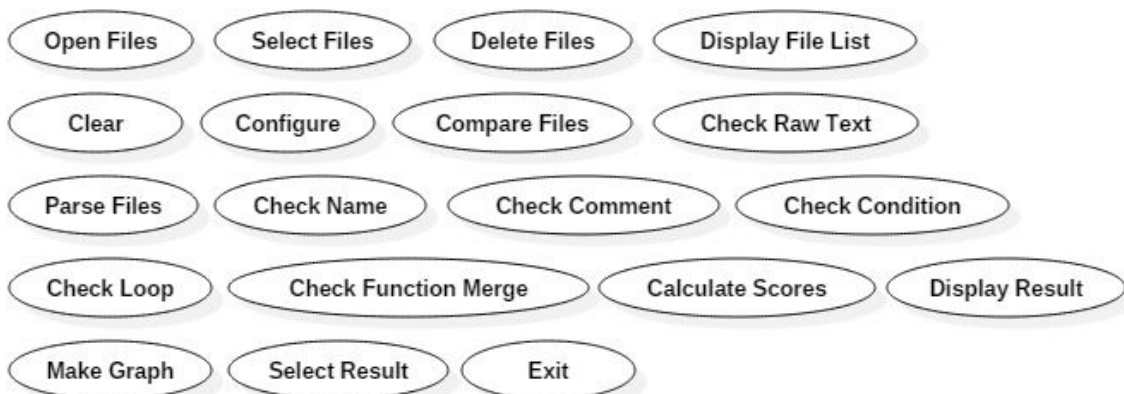 Open Files Select Files Delete Files Display File List
Clear Configure Compare Files Check Raw Text
Parse Files Check Name Check Comment Check Condition
Check Loop Check Function Merge Calculate Scores Display Result
Make Graph Select Result Exit